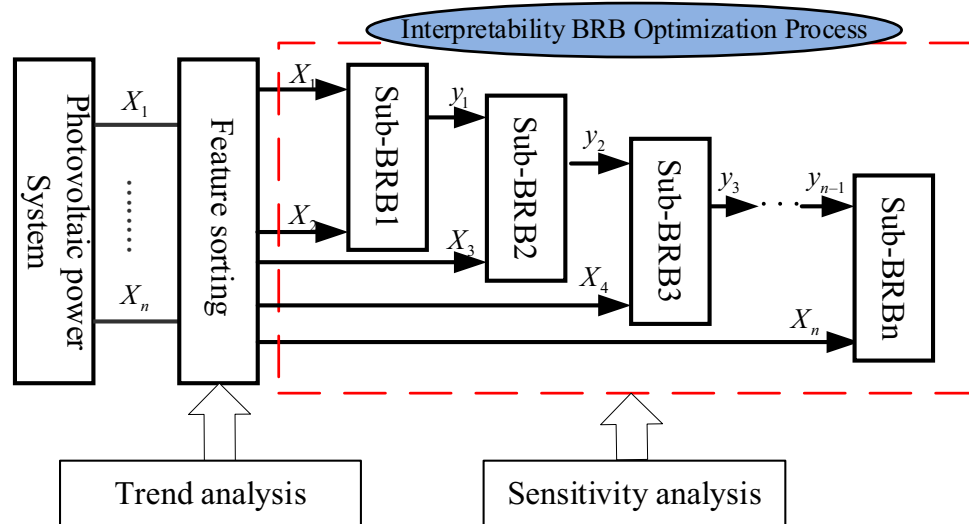 Interpretability BRB Optimization Process
Photovoltaic power
System
X₁
........
Xₙ
Feature sorting
X₁
X₂
X₃
X₄
Xₙ
Sub-BRB1
y₁
Sub-BRB2
y₂
Sub-BRB3
y₃
···
yₙ₋₁
Sub-BRBn
Trend analysis
Sensitivity analysis